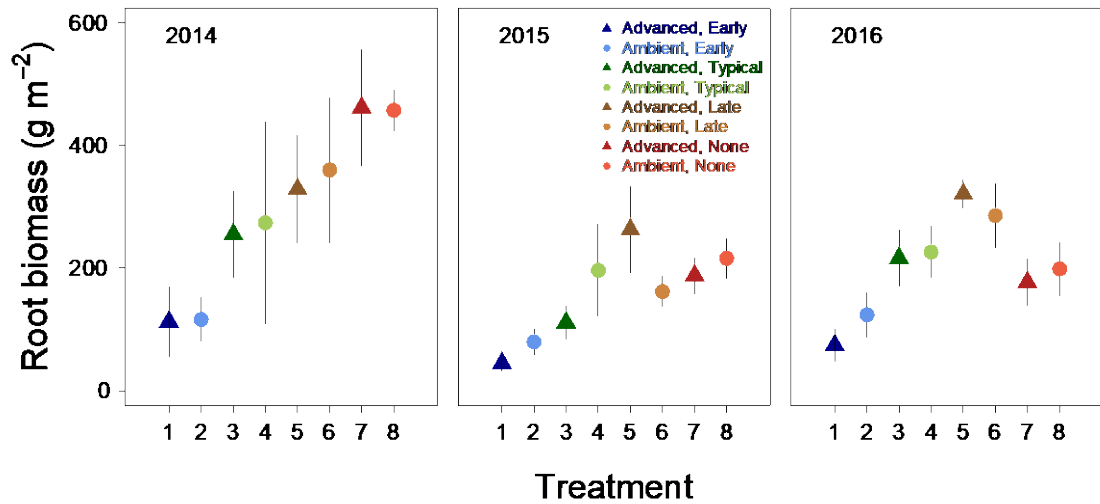 Root biomass (g m⁻²)
600
400
200
0
2014
2015
2016
Advanced, Early
Ambient, Early
Advanced, Typical
Ambient, Typical
Advanced, Late
Ambient, Late
Advanced, None
Ambient, None
1 2 3 4 5 6 7 8
1 2 3 4 5 6 7 8
1 2 3 4 5 6 7 8
Treatment